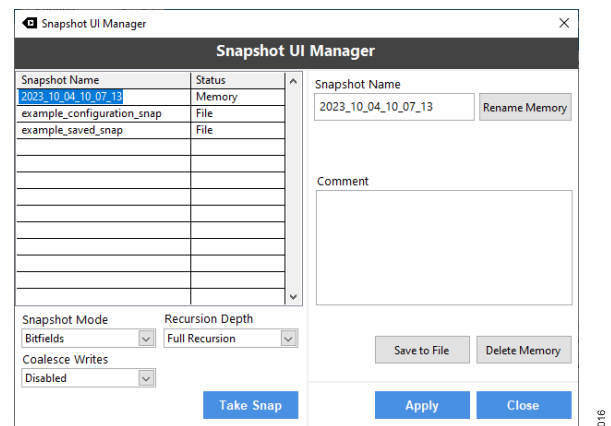 Snapshot UI Manager
Snapshot UI Manager
Snapshot Name Status
2023_10_04_10_07_13 Memory
example_configuration_snap File
example_saved_snap File
Snapshot Mode Recursion Depth
Bitfields Full Recursion
Coalesce Writes
Disabled
Take Snap
Snapshot Name
2023_10_04_10_07_13 Rename Memory
Comment
Save to File Delete Memory
Apply Close
016